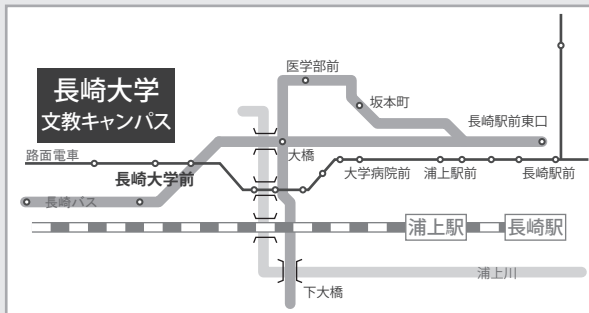 長崎大学
文教キャンパス
医学部前
坂本町
長崎駅前東口
大橋
路面電車
長崎大学前
大学病院前
浦上駅前
長崎駅前
長崎バス
浦上駅
長崎駅
浦上川
下大橋